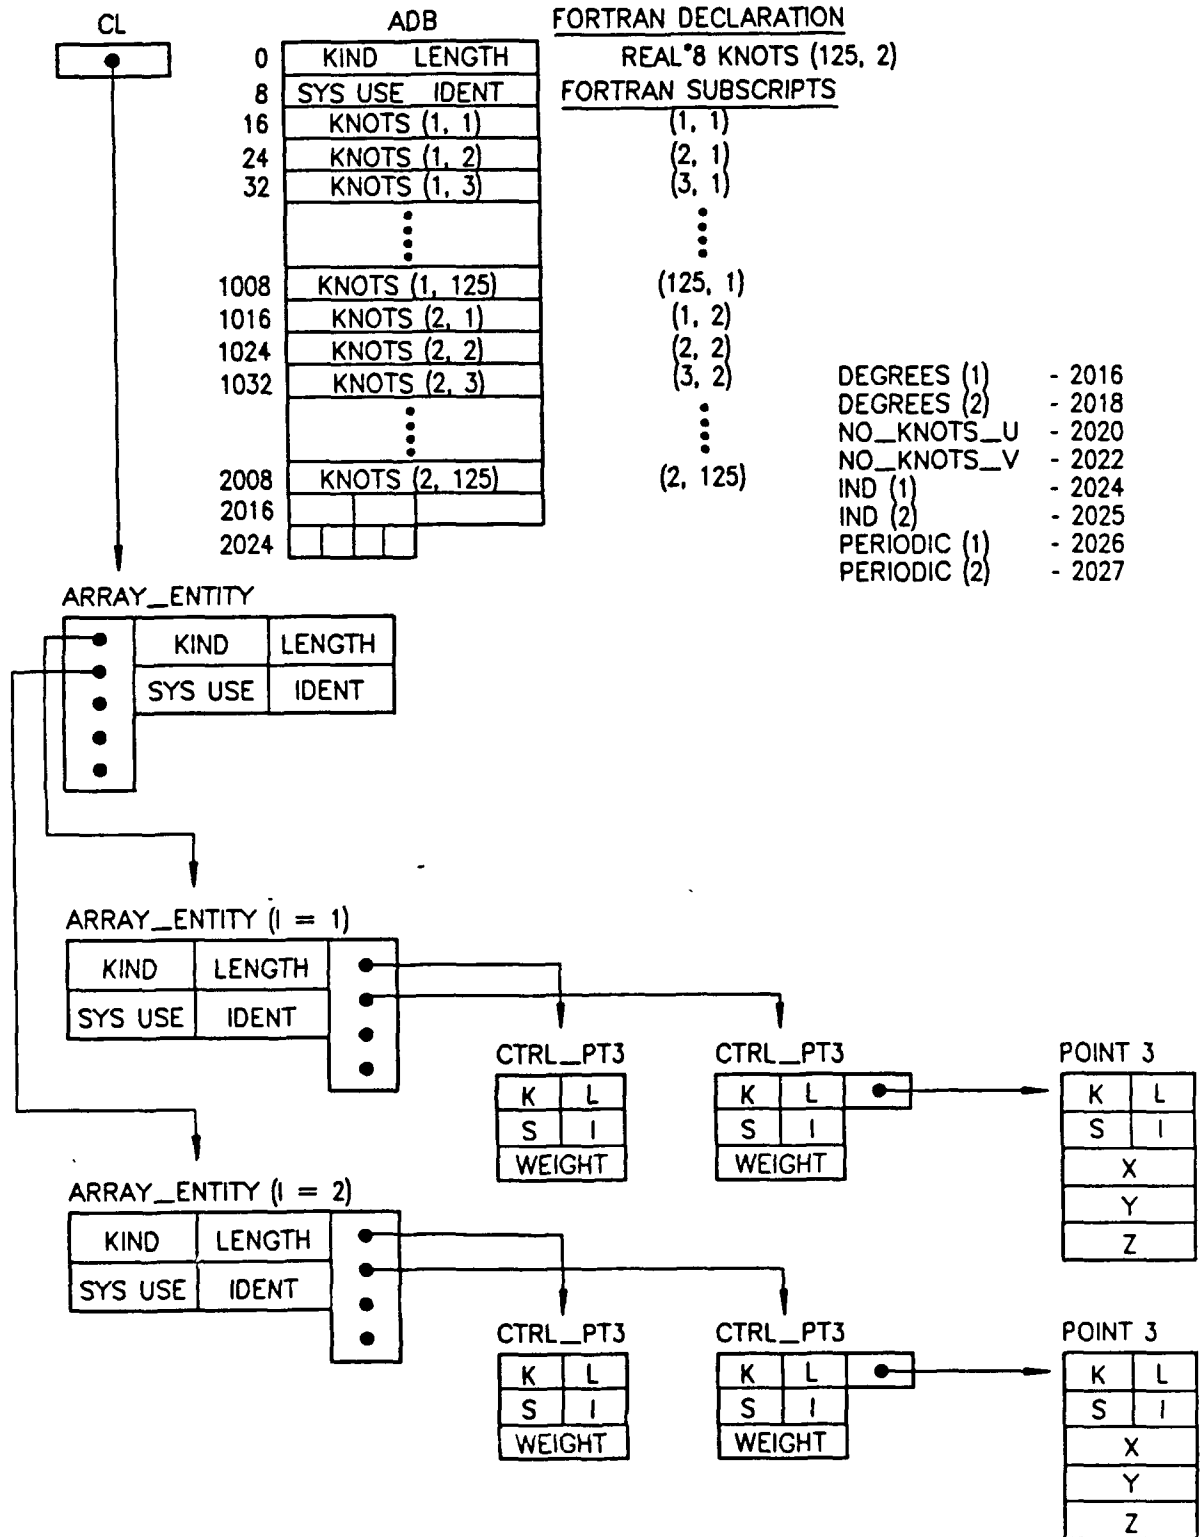 CL ADB FORTRAN DECLARATION
0 KIND LENGTH REAL*8 KNOTS (125, 2)
8 SYS USE IDENT FORTRAN SUBSCRIPTS
16 KNOTS (1, 1) (1, 1)
24 KNOTS (1, 2) (2, 1)
32 KNOTS (1, 3) (3, 1)
1008 KNOTS (1, 125) (125, 1)
1016 KNOTS (2, 1) (1, 2)
1024 KNOTS (2, 2) (2, 2)
1032 KNOTS (2, 3) (3, 2) DEGREES (1) - 2016
DEGREES (2) - 2018
NO_KNOTS_U - 2020
NO_KNOTS_V - 2022
2008 KNOTS (2, 125) (2, 125)
IND (1) - 2024
2016 IND (2) - 2025
2024 PERIODIC (1) - 2026
PERIODIC (2) - 2027
ARRAY_ENTITY
KIND LENGTH
SYS USE IDENT
ARRAY_ENTITY (I = 1)
KIND LENGTH
SYS USE IDENT
CTRL_PT3 CTRL_PT3 POINT 3
K L K L K L
S I S I S I
WEIGHT WEIGHT X
Y
Z
ARRAY_ENTITY (I = 2)
KIND LENGTH
SYS USE IDENT
CTRL_PT3 CTRL_PT3 POINT 3
K L K L K L
S I S I S I
WEIGHT WEIGHT X
Y
Z